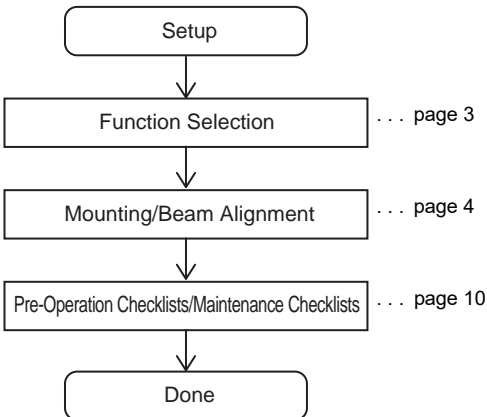 Setup
Function Selection . . . page 3
Mounting/Beam Alignment . . . page 4
Pre-Operation Checklists/Maintenance Checklists . . . page 10
Done